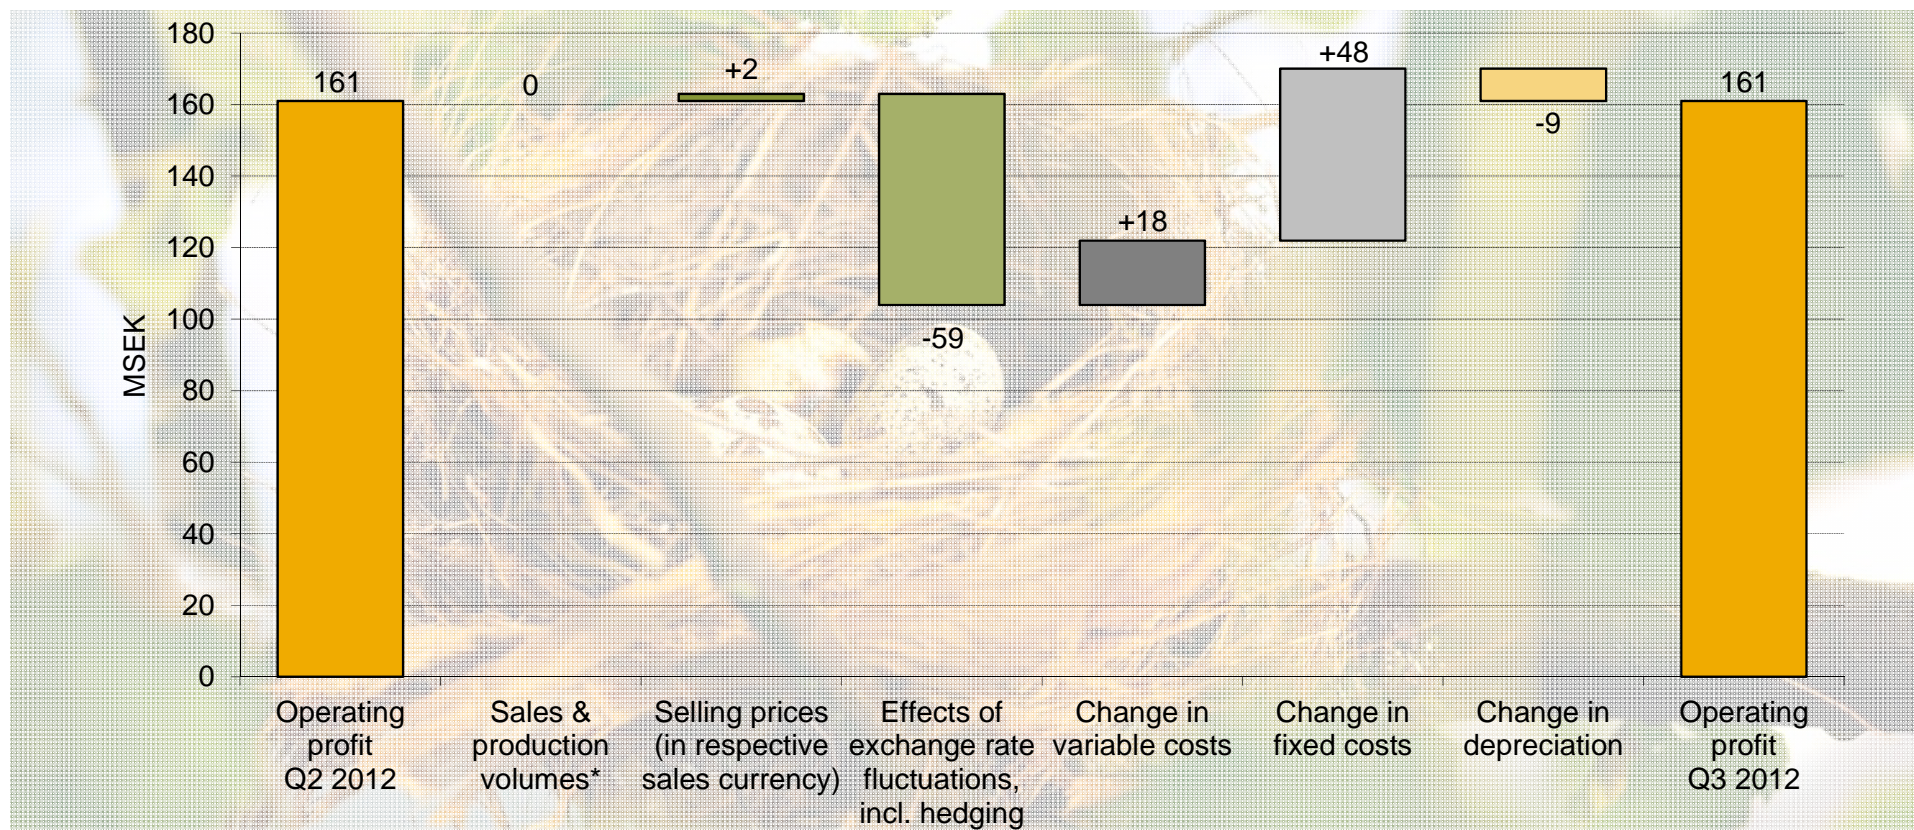 180
160
140
120
100
80
60
40
20
0
MSEK
161
0
+2
-59
+18
+48
-9
161
Operating
profit
Q2 2012
Sales &
production
volumes*
Selling prices
(in respective
sales currency)
Effects of
exchange rate
fluctuations,
incl. hedging
Change in
variable costs
Change in
fixed costs
Change in
depreciation
Operating
profit
Q3 2012